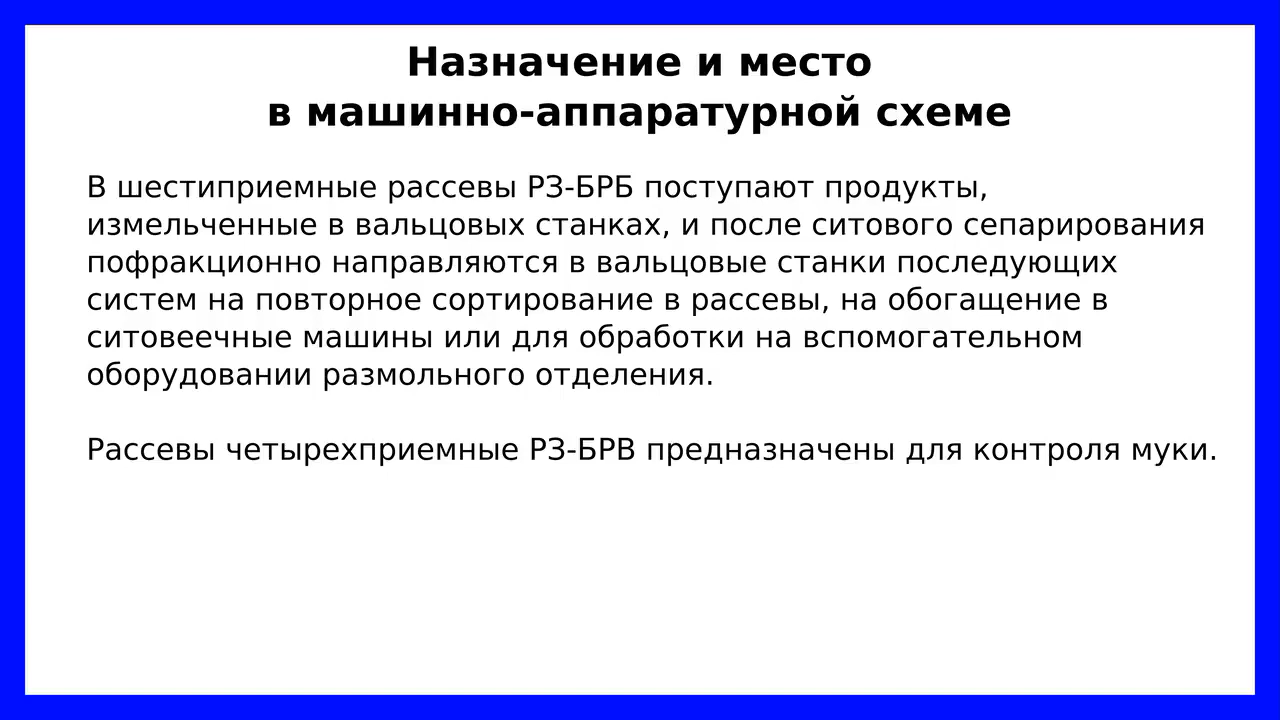 Назначение и место
в машинно-аппаратурной схеме
В шестиприемные рассевы РЗ-БРБ поступают продукты,
измельченные в вальцовых станках, и после ситового сепарирования
пофракционно направляются в вальцовые станки последующих
систем на повторное сортирование в рассевы, на обогащение в
ситовеечные машины или для обработки на вспомогательном
оборудовании размольного отделения.
Рассевы четырехприемные РЗ-БРВ предназначены для контроля муки.